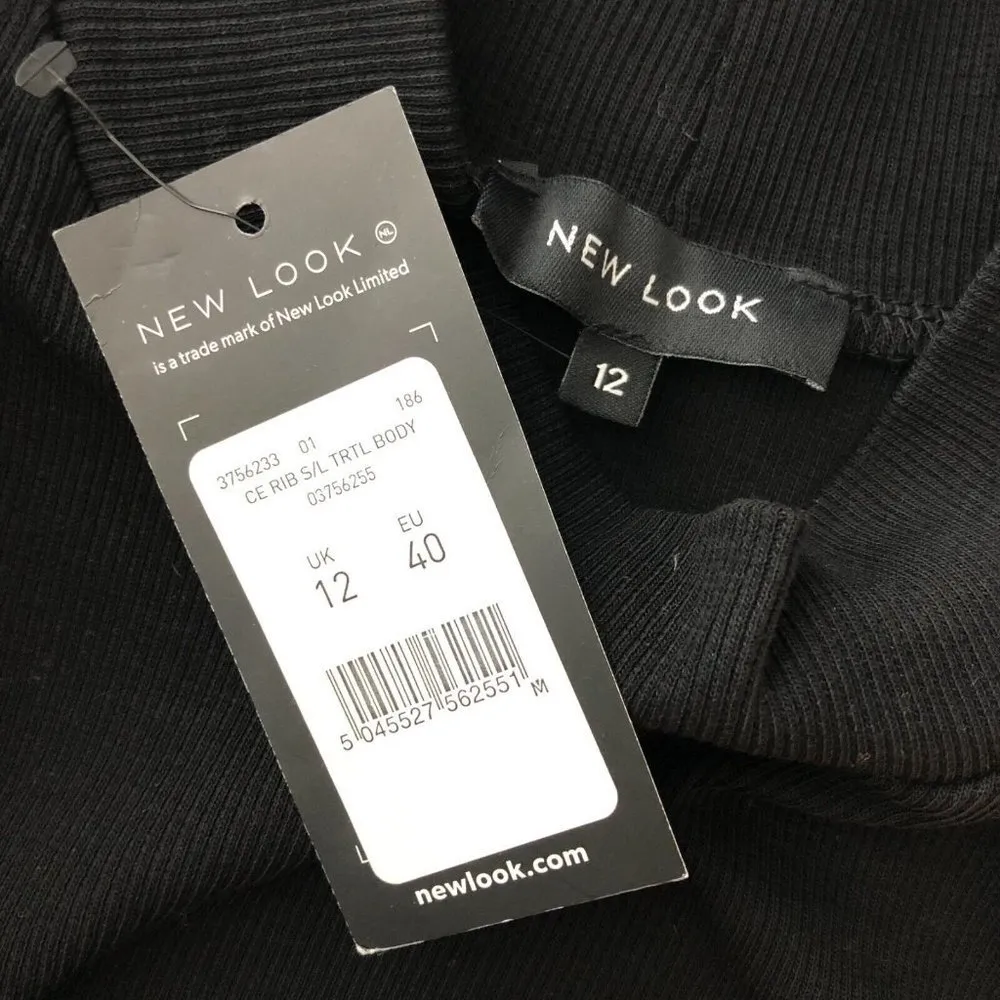 NEW LOOK NL
is a trade mark of New Look Limited
3756233 01 186
CE RIB S/L TRTL BODY
03756255
UK EU
12 40
5 045527 562551 M
L
newlook.com
NEW LOOK
12